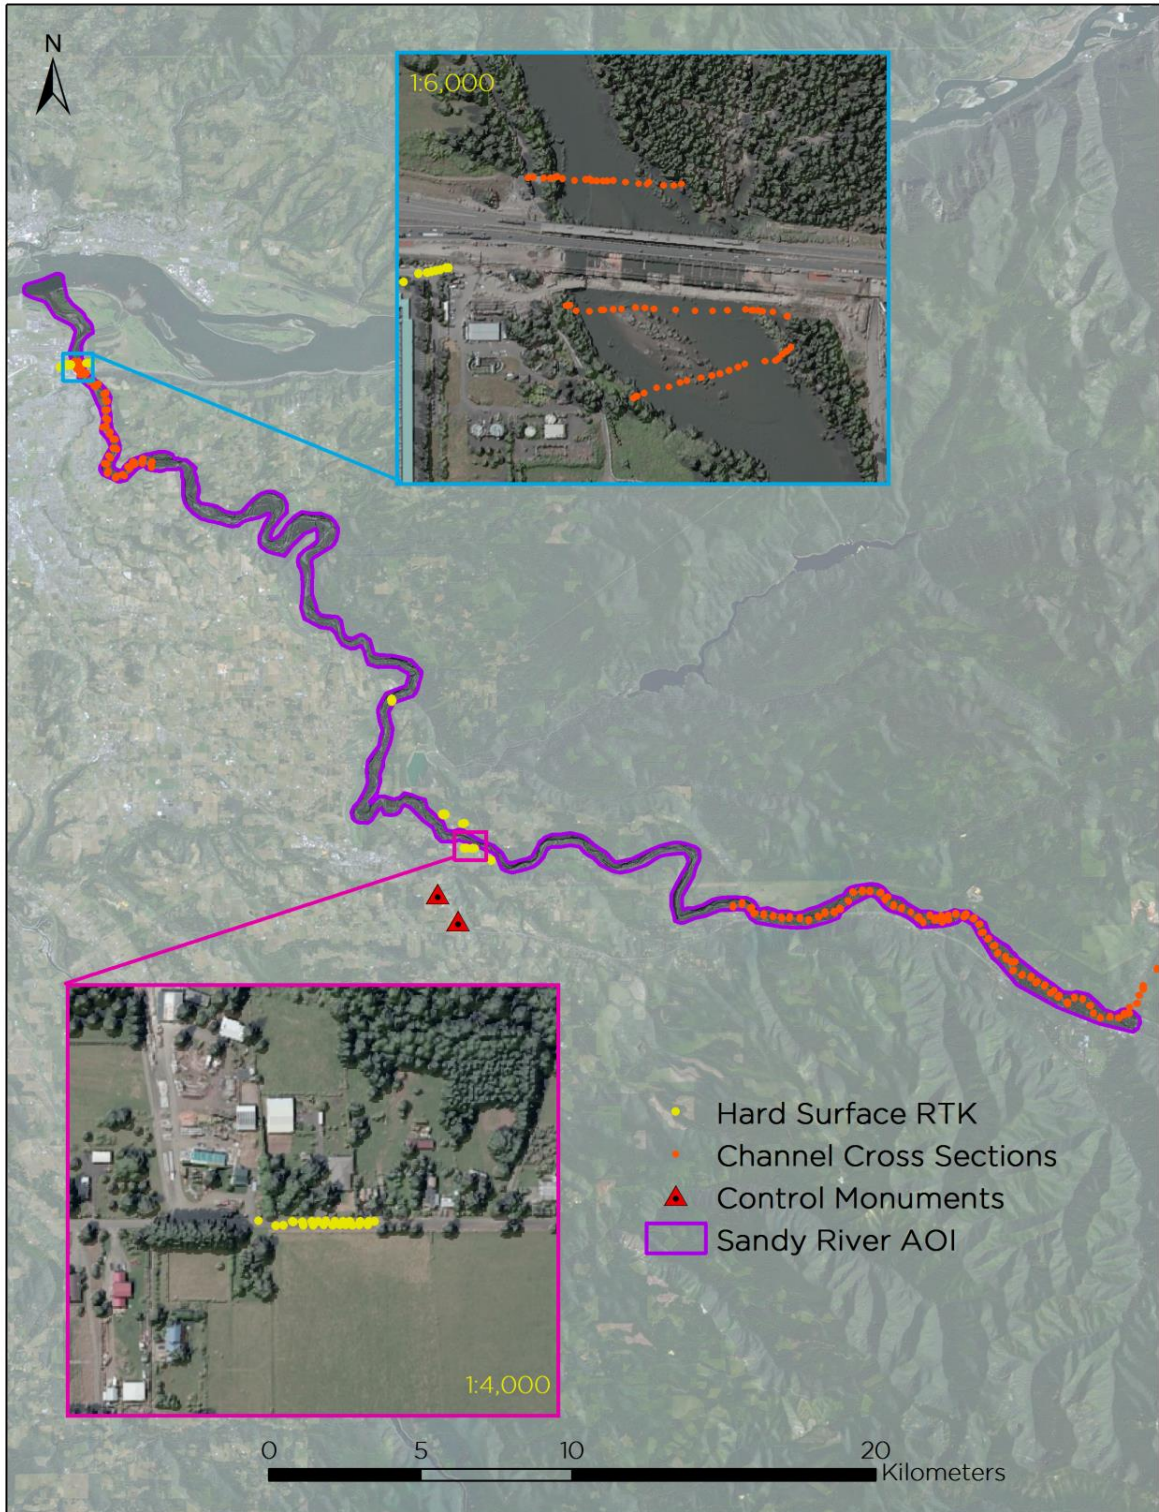 N
1:6,000
Hard Surface RTK
Channel Cross Sections
Control Monuments
Sandy River AOI
1:4,000
0 5 10 20
Kilometers